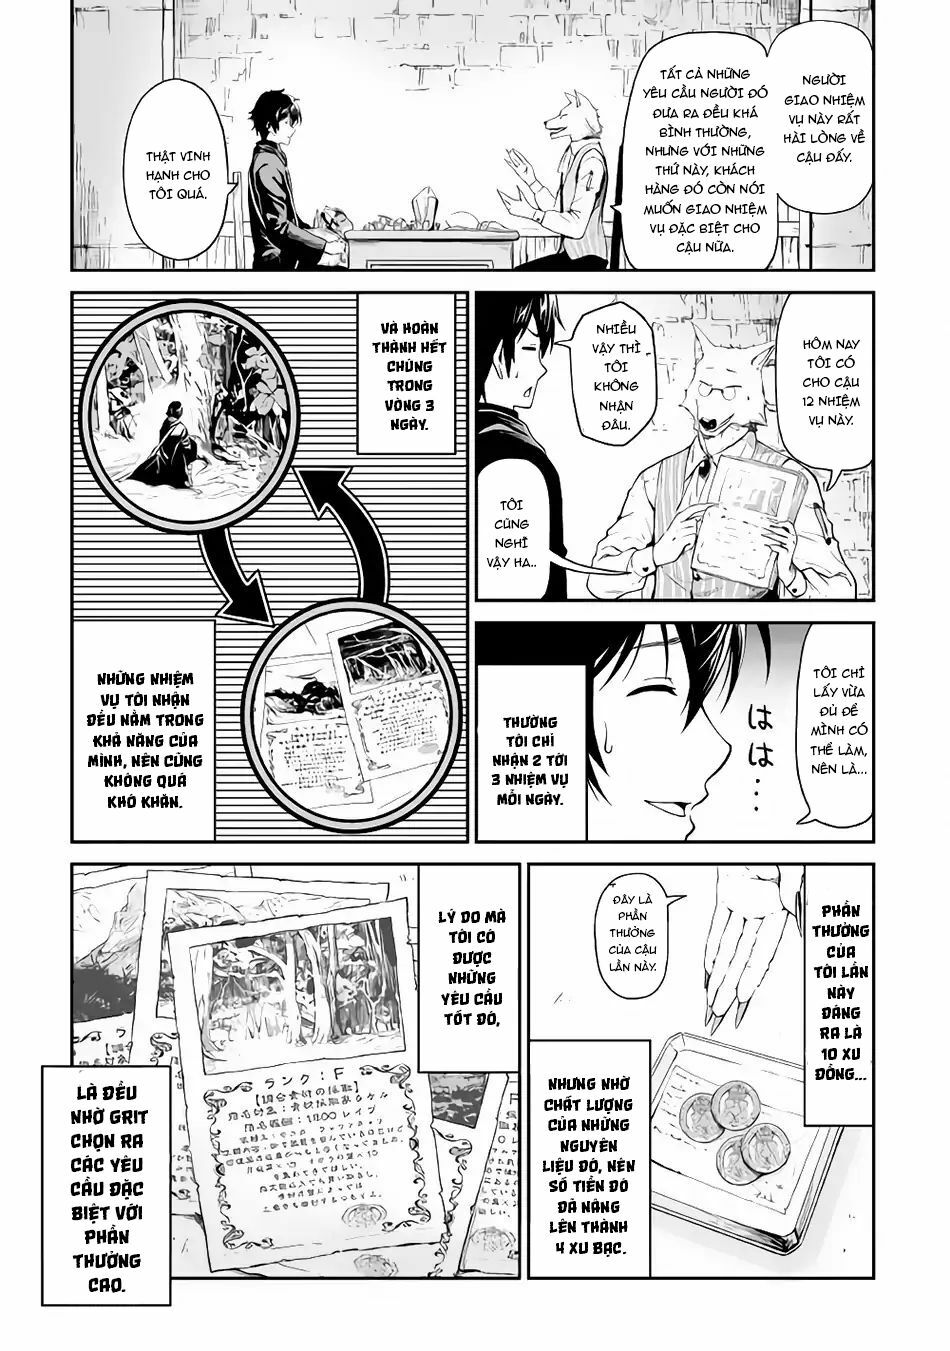 NGƯỜI
GIAO NHIỆM
VỤ NÀY RẤT
HÀI LÒNG VỀ
CẬU ĐẤY.
TẤT CẢ NHỮNG
YÊU CẦU NGƯỜI ĐÓ
ĐƯA RA ĐỀU KHÁ
BÌNH THƯỜNG,
NHƯNG VỚI NHỮNG
THỨ NÀY, KHÁCH
HÀNG ĐÓ CÒN NÓI
MUỐN GIAO NHIỆM
VỤ ĐẶC BIỆT CHO
CẬU NỮA.
THẬT VINH
HẠNH CHO
TÔI QUÁ.
HÔM NAY
TÔI CÓ
CHO CẬU
12 NHIỆM
VỤ NÀY.
NHIỀU
VẬY THÌ
TÔI
KHÔNG
NHẬN
ĐÂU.
TÔI
CŨNG
NGHĨ
VẬY HA..
VÀ HOÀN
THÀNH HẾT
CHÚNG
TRONG
VÒNG 3
NGÀY.
NHỮNG NHIỆM
VỤ TÔI NHẬN
ĐỀU NẰM TRONG
KHẢ NĂNG CỦA
MÌNH, NÊN CŨNG
KHÔNG QUÁ
KHÓ KHĂN.
TÔI CHỈ
LẤY VỪA
ĐỦ ĐỂ
MÌNH CÓ
THỂ LÀM,
NÊN LÀ...
はは…
THƯỜNG
TÔI CHỈ
NHẬN 2 TỚI
3 NHIỆM VỤ
MỖI NGÀY.
PHẦN
THƯỞNG
CỦA
TÔI LẦN
NÀY
ĐÁNG
RA LÀ
10 XU
ĐỒNG...
ĐÂY LÀ
PHẦN
THƯỞNG
CỦA CẬU
LẦN NÀY.
NHƯNG NHỜ
CHẤT LƯỢNG
CỦA NHỮNG
NGUYÊN
LIỆU ĐÓ, NÊN
SỐ TIỀN ĐÓ
ĐÃ NÂNG
LÊN THÀNH
4 XU BẠC.
LÝ DO MÀ
TÔI CÓ
ĐƯỢC
NHỮNG
YÊU CẦU
TỐT ĐÓ,
ランク：F
LÀ ĐỀU
NHỜ GRIT
CHỌN RA
CÁC YÊU
CẦU ĐẶC
BIỆT VỚI
PHẦN
THƯỞNG
CAO.